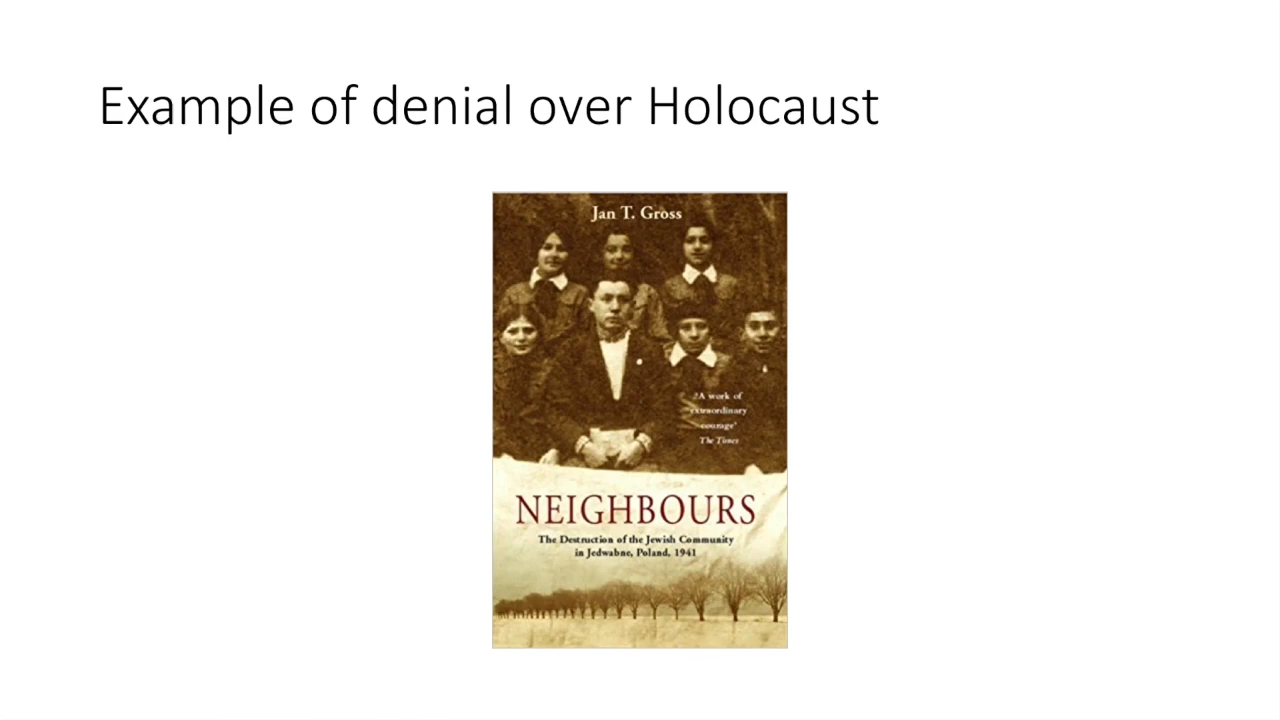 Example of denial over Holocaust
Jan T. Gross
'A work of
extraordinary
courage'
The Times
NEIGHBOURS
The Destruction of the Jewish Community
in Jedwabne, Poland, 1941